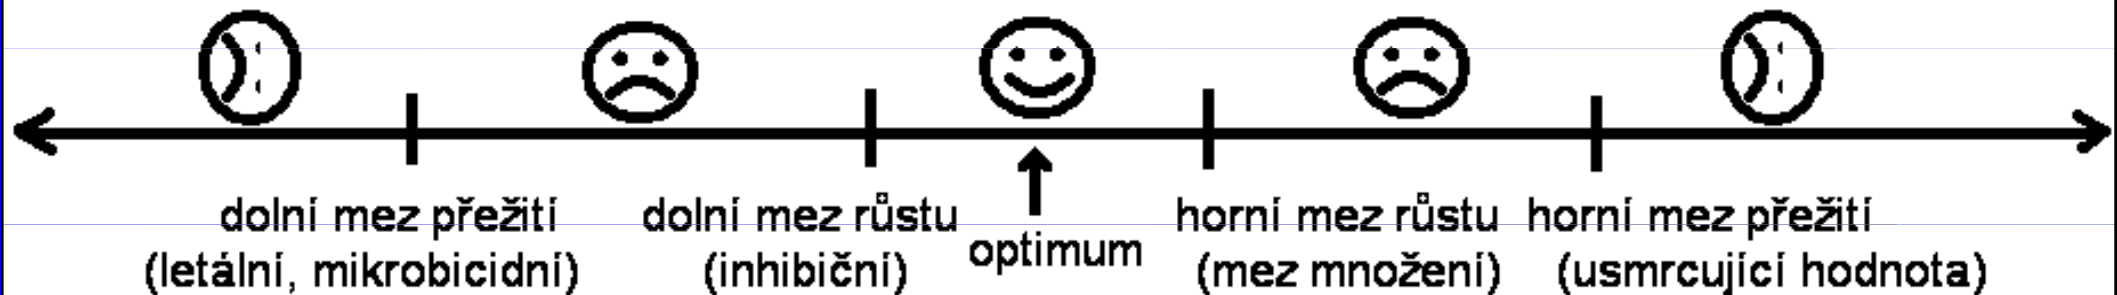 dolní mez přežití
(letální, mikrobicidní)
dolní mez růstu
(inhibiční)
optimum
horní mez růstu
(mez množení)
horní mez přežití
(usmrcující hodnota)